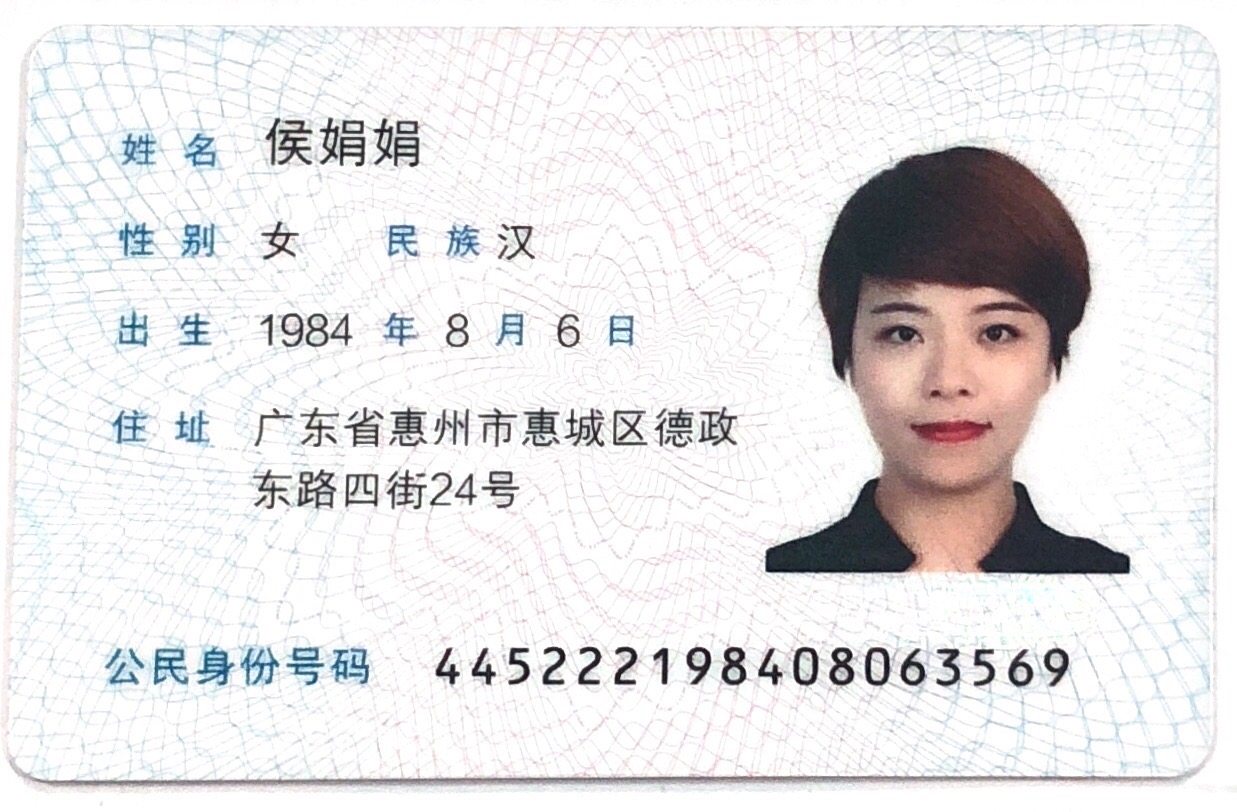 姓名 侯娟娟
性别 女 民族 汉
出生 1984 年 8 月 6 日
住址 广东省惠州市惠城区德政
东路四街24号
公民身份号码 445222198408063569